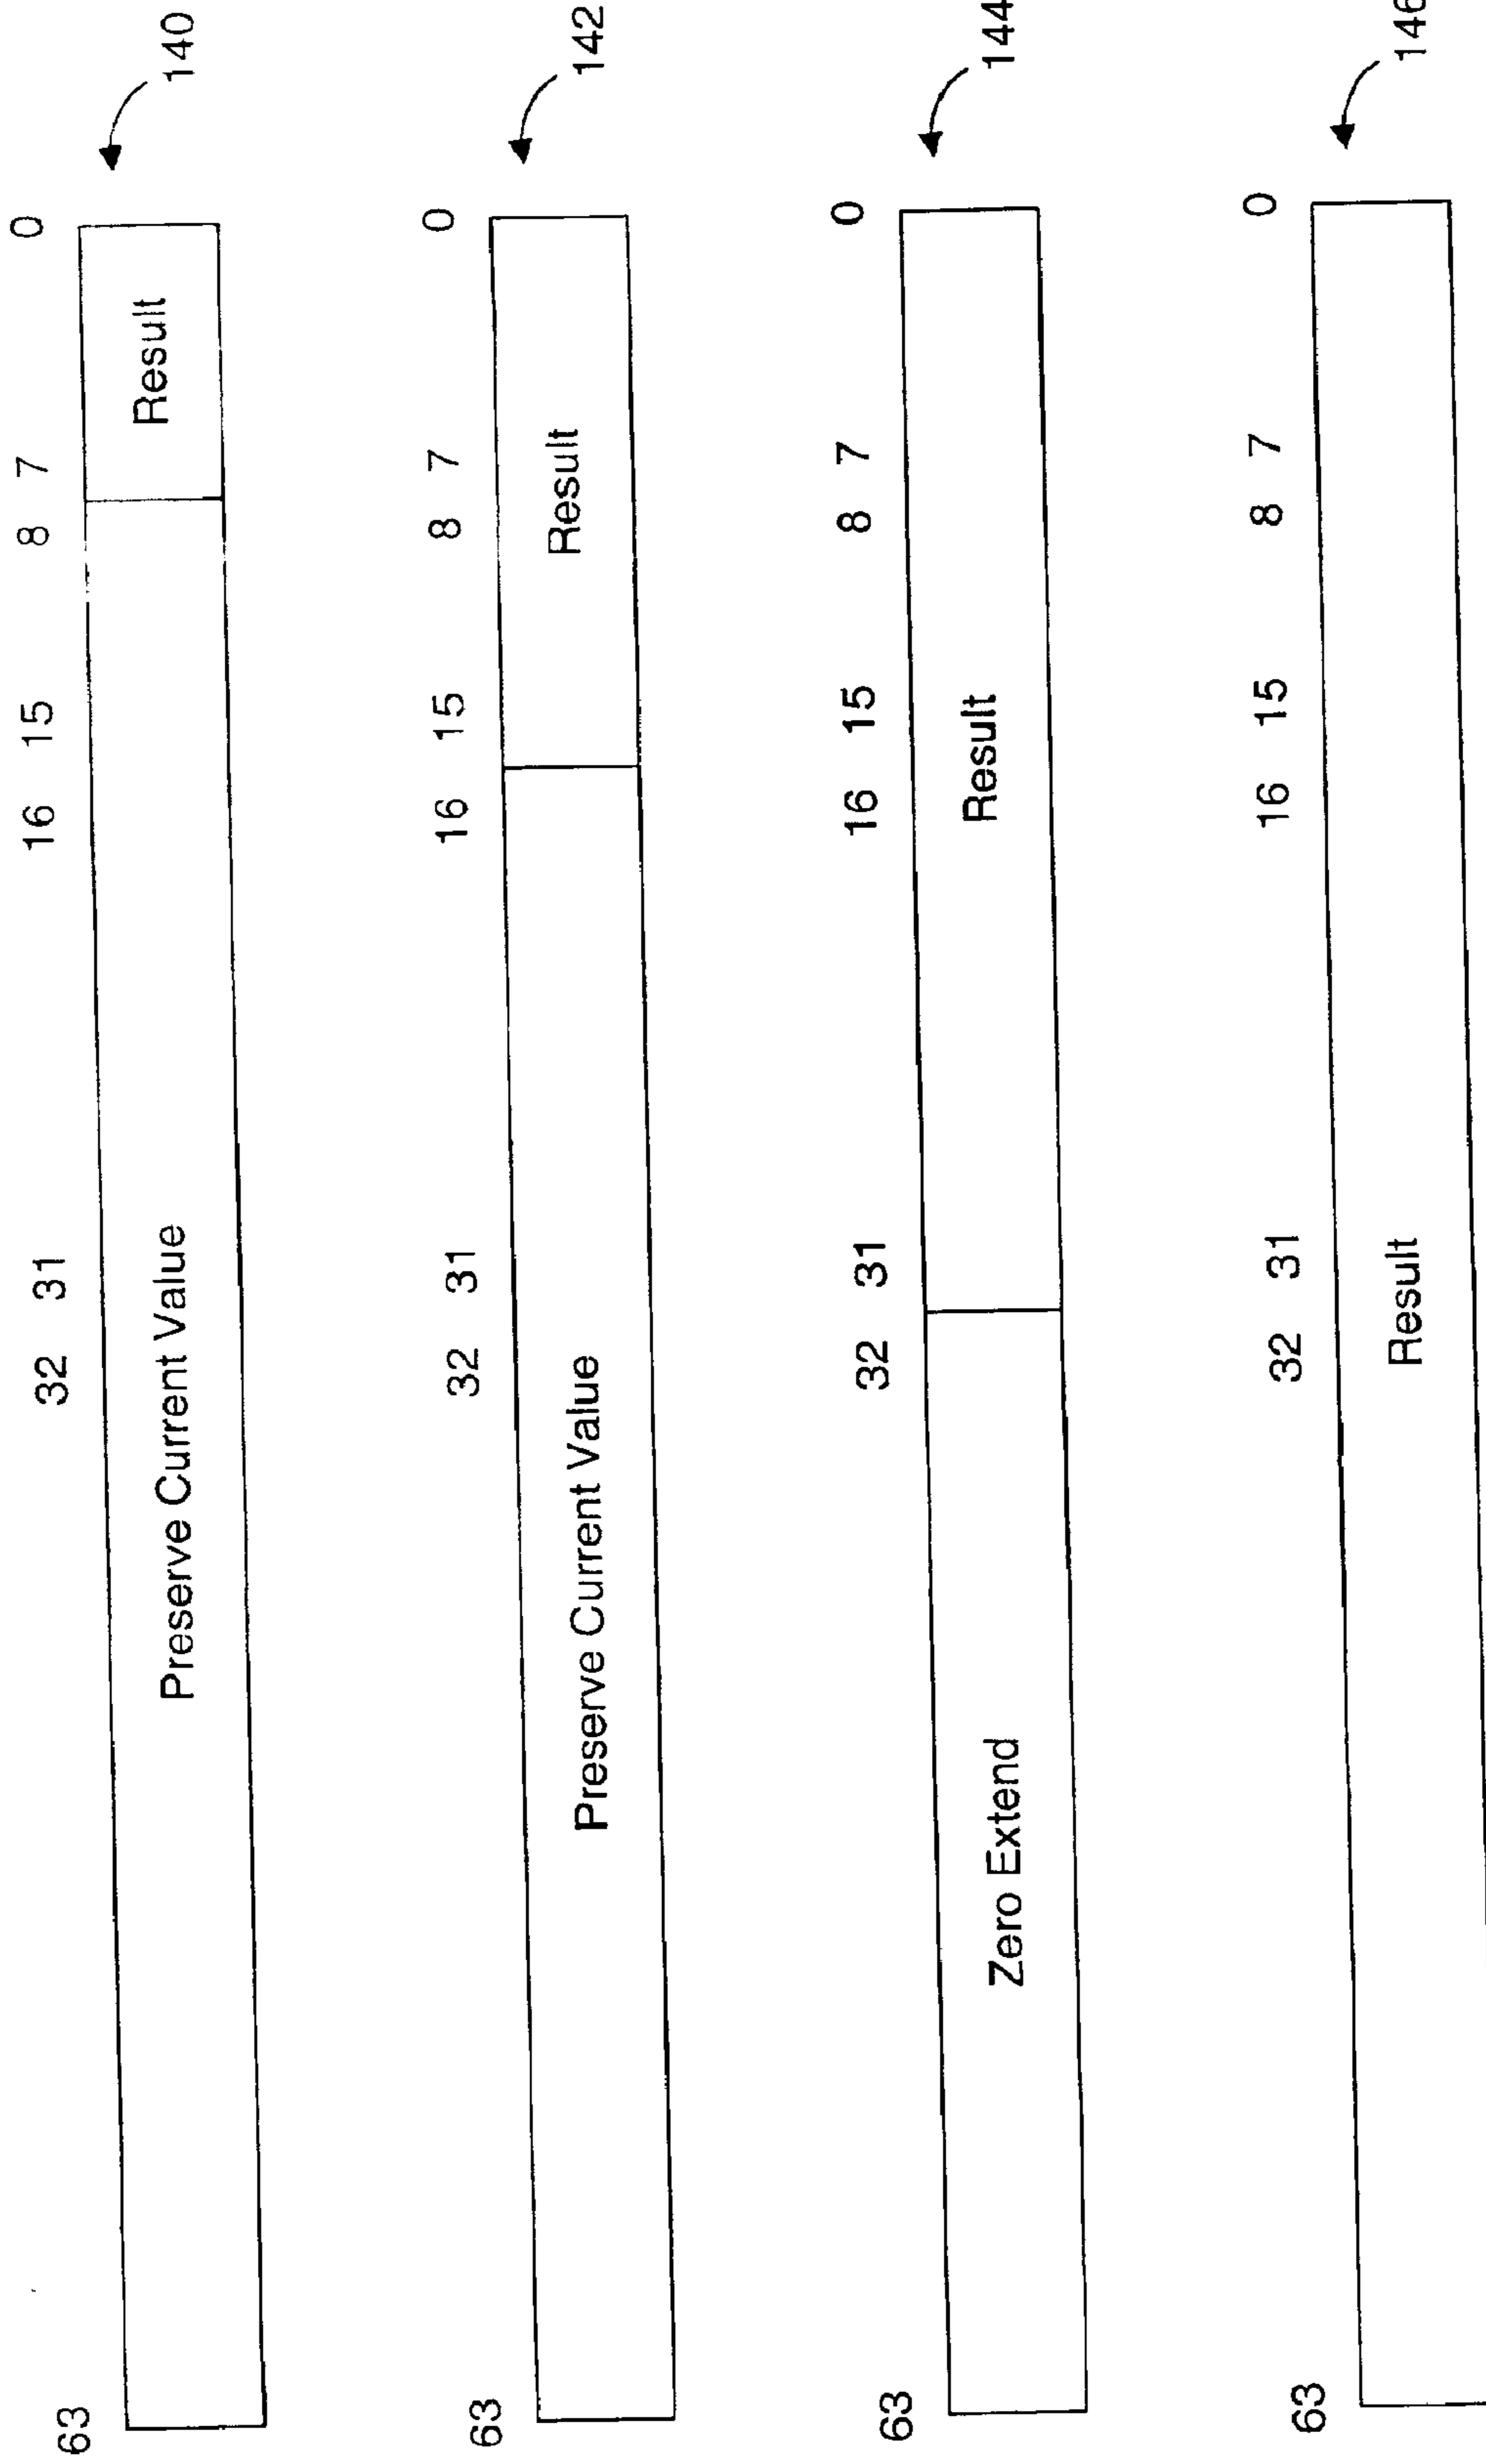 63 32 31 16 15 8 7 0
Preserve Current Value Result
140
63 32 31 16 15 8 7 0
Preserve Current Value Result
142
63 32 31 16 15 8 7 0
Zero Extend Result
144
63 32 31 16 15 8 7 0
Result
146